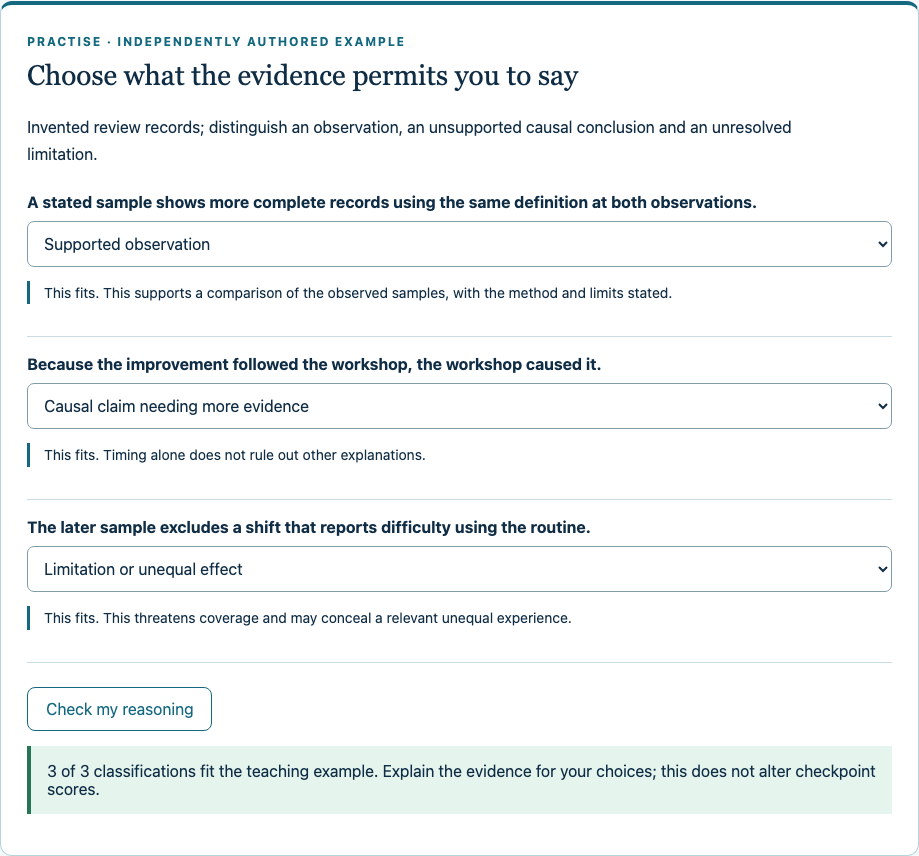 PRACTISE · INDEPENDENTLY AUTHORED EXAMPLE
Choose what the evidence permits you to say
Invented review records; distinguish an observation, an unsupported causal conclusion and an unresolved
limitation.
A stated sample shows more complete records using the same definition at both observations.
Supported observation
This fits. This supports a comparison of the observed samples, with the method and limits stated.
Because the improvement followed the workshop, the workshop caused it.
Causal claim needing more evidence
This fits. Timing alone does not rule out other explanations.
The later sample excludes a shift that reports difficulty using the routine.
Limitation or unequal effect
This fits. This threatens coverage and may conceal a relevant unequal experience.
Check my reasoning
3 of 3 classifications fit the teaching example. Explain the evidence for your choices; this does not alter checkpoint
scores.